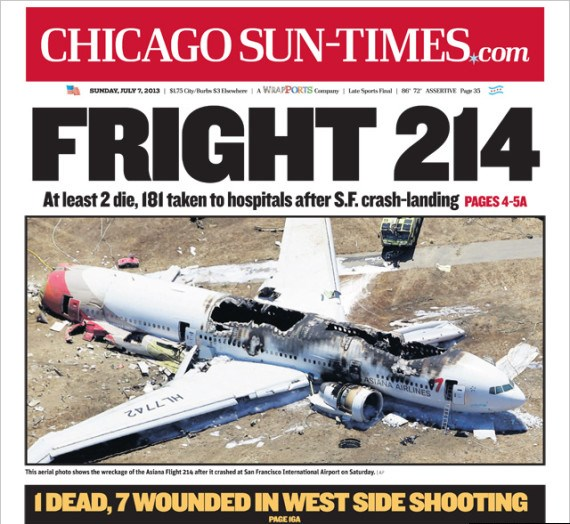 CHICAGO SUN-TIMES.com
SUNDAY, JULY 7, 2013 | $1.75 City/Burbs $3 Elsewhere | A WRAPPORTS Company | Late Sports Final | 86° 72° ASSERTIVE Page 35
FRIGHT 214
At least 2 die, 181 taken to hospitals after S.F. crash-landing PAGES 4-5A
HL7742
ASIANA AIRLINES
This aerial photo shows the wreckage of the Asiana Flight 214 after it crashed at San Francisco International Airport on Saturday. | AP
1 DEAD, 7 WOUNDED IN WEST SIDE SHOOTING
PAGE 16A